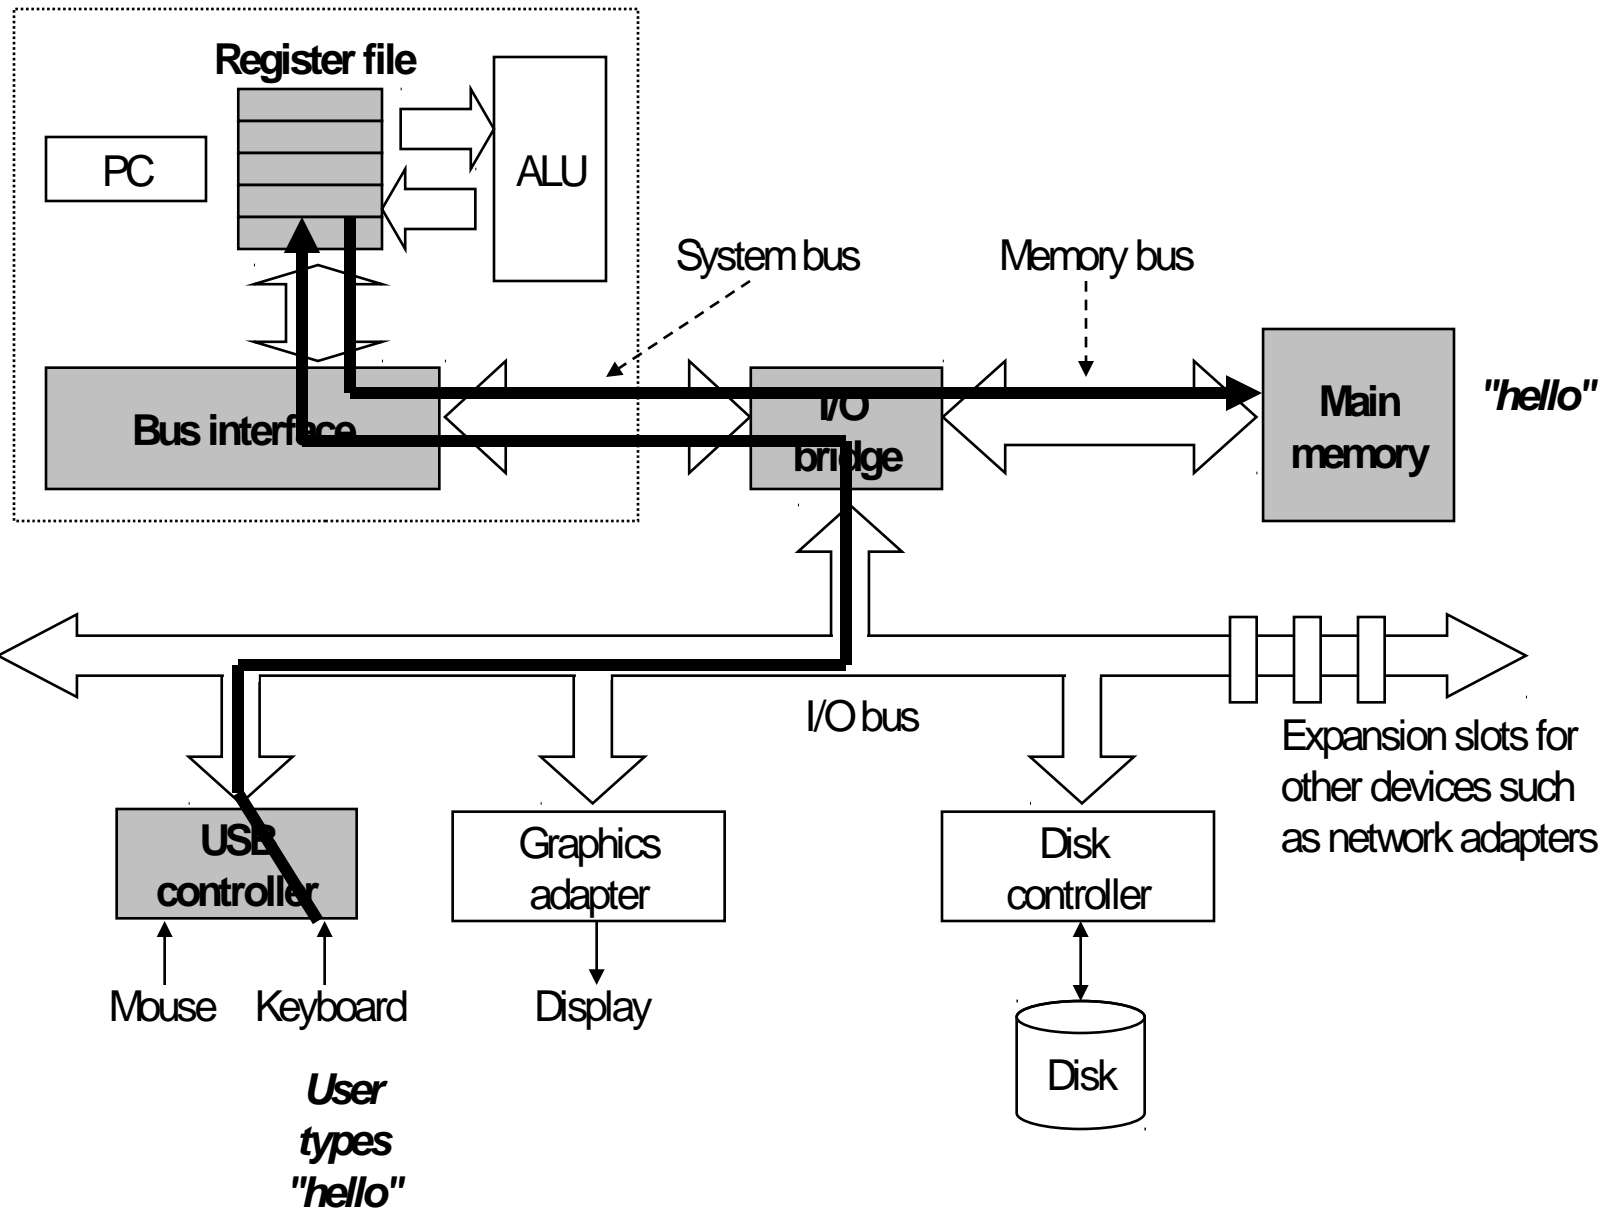 Register file
PC
ALU
System bus
Memory bus
Bus interface
I/O
bridge
Main
memory
"hello"
I/O bus
Expansion slots for
other devices such
as network adapters
USB
controller
Graphics
adapter
Disk
controller
Mouse
Keyboard
Display
Disk
User
types
"hello"